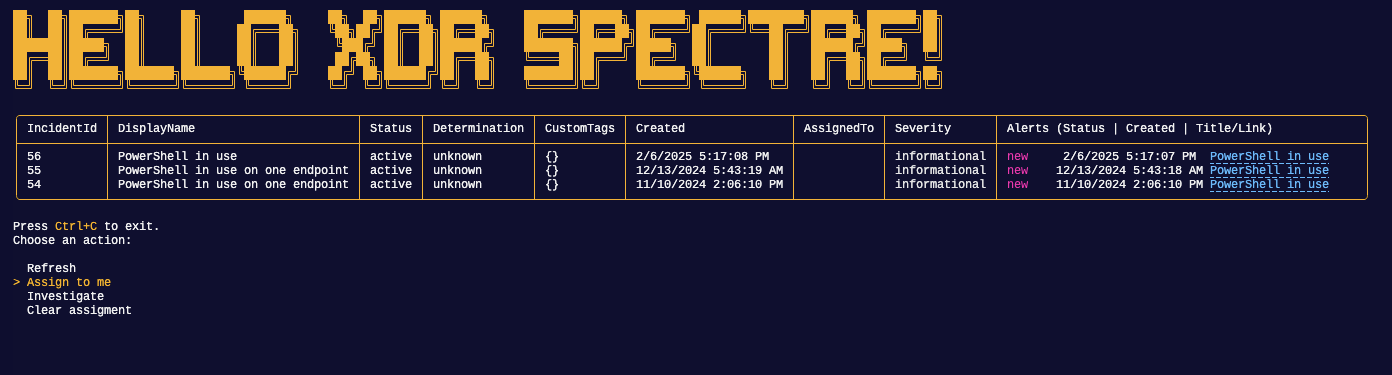 HELLO XDR SPECTRE!
IncidentId DisplayName Status Determination CustomTags Created AssignedTo Severity Alerts (Status | Created | Title/Link)
56 PowerShell in use active unknown {} 2/6/2025 5:17:08 PM informational new 2/6/2025 5:17:07 PM PowerShell in use
55 PowerShell in use on one endpoint active unknown {} 12/13/2024 5:43:19 AM informational new 12/13/2024 5:43:18 AM PowerShell in use
54 PowerShell in use on one endpoint active unknown {} 11/10/2024 2:06:10 PM informational new 11/10/2024 2:06:10 PM PowerShell in use
Press Ctrl+C to exit.
Choose an action:
Refresh
> Assign to me
Investigate
Clear assigment